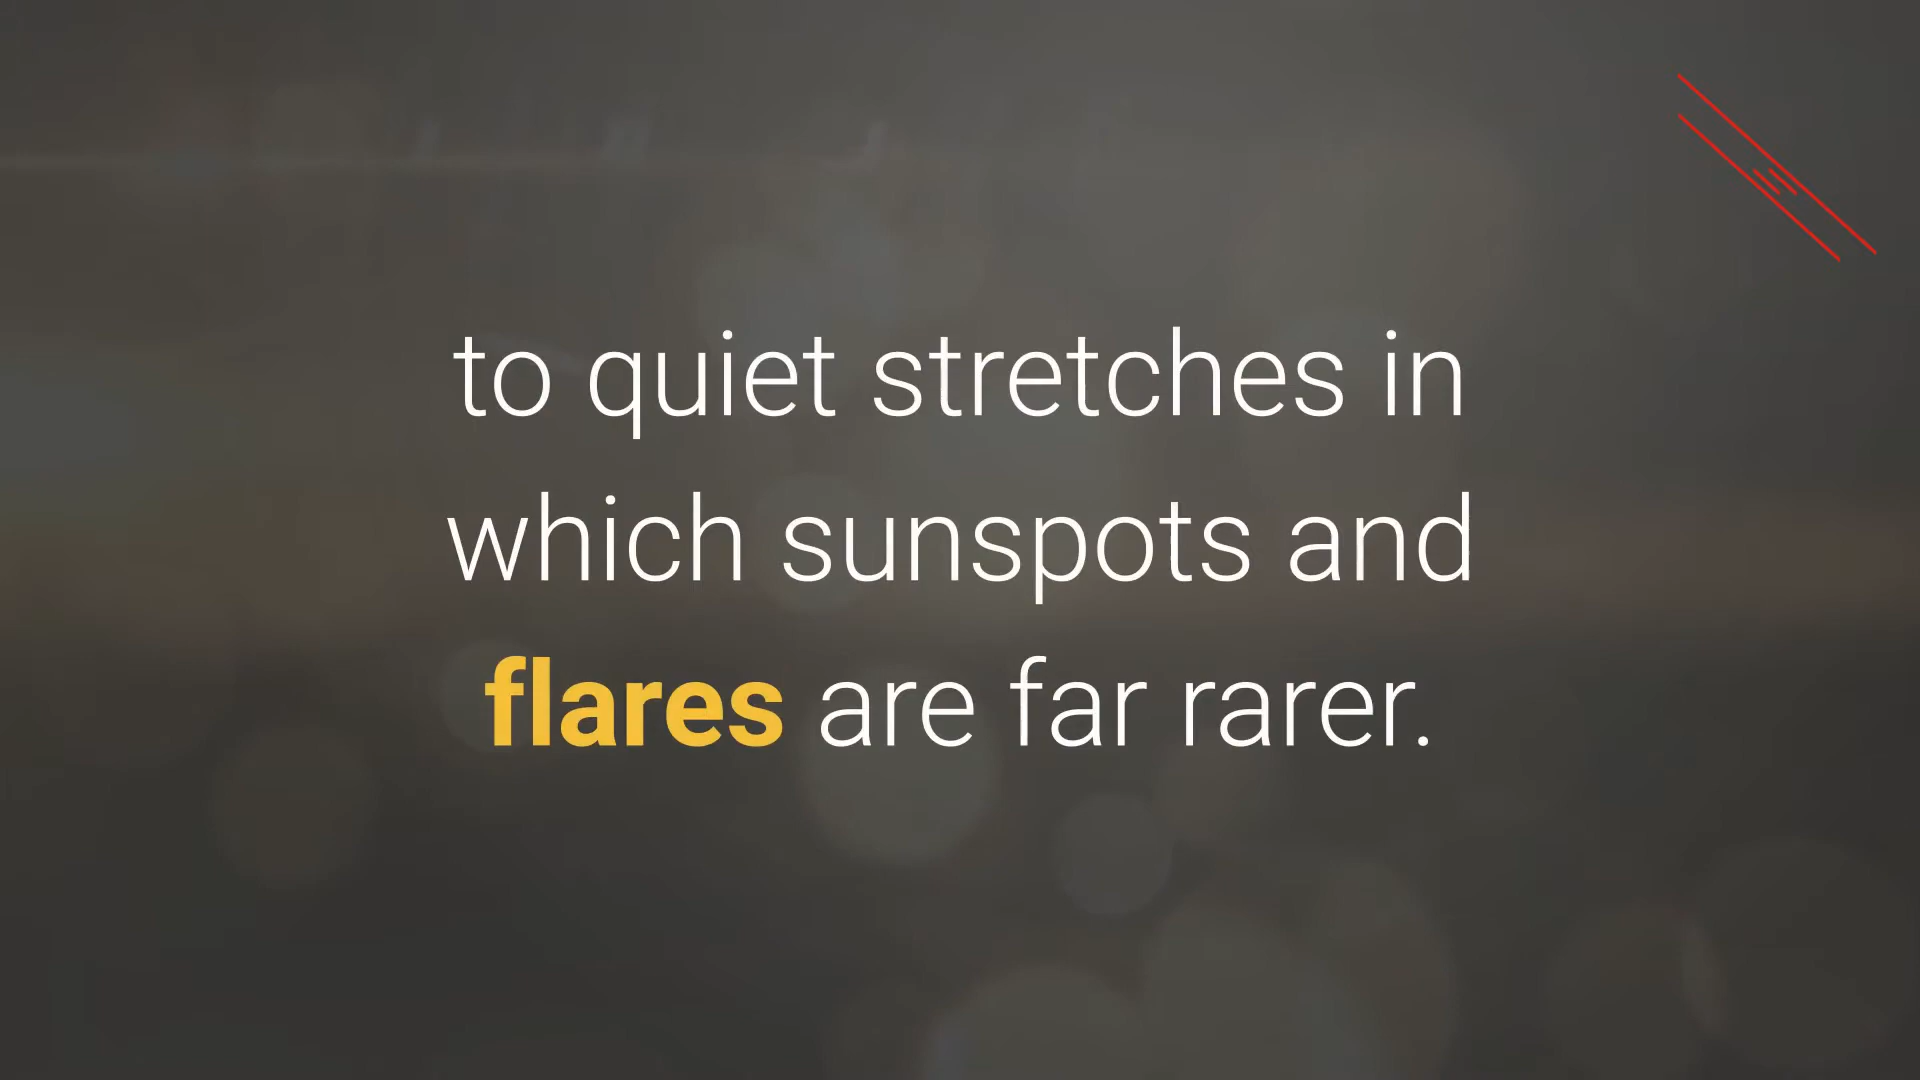 to quiet stretches in
which sunspots and
flares are far rarer.